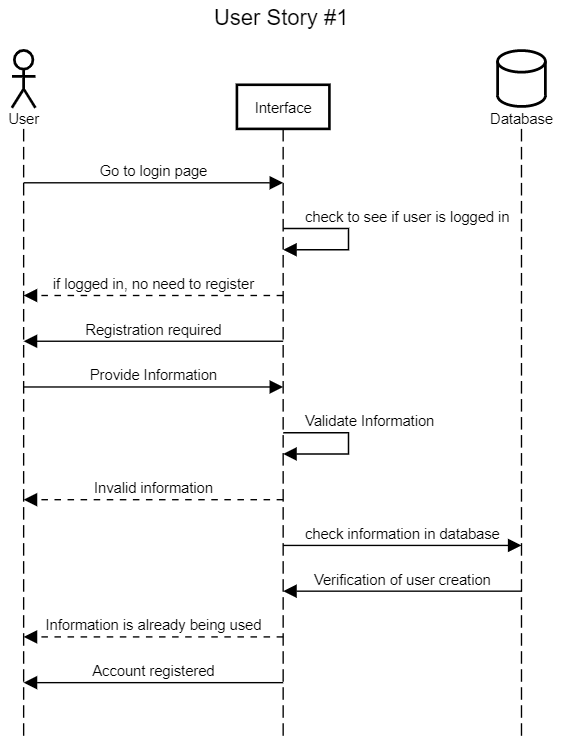 User Story #1
User
Interface
Database
Go to login page
check to see if user is logged in
if logged in, no need to register
Registration required
Provide Information
Validate Information
Invalid information
check information in database
Verification of user creation
Information is already being used
Account registered